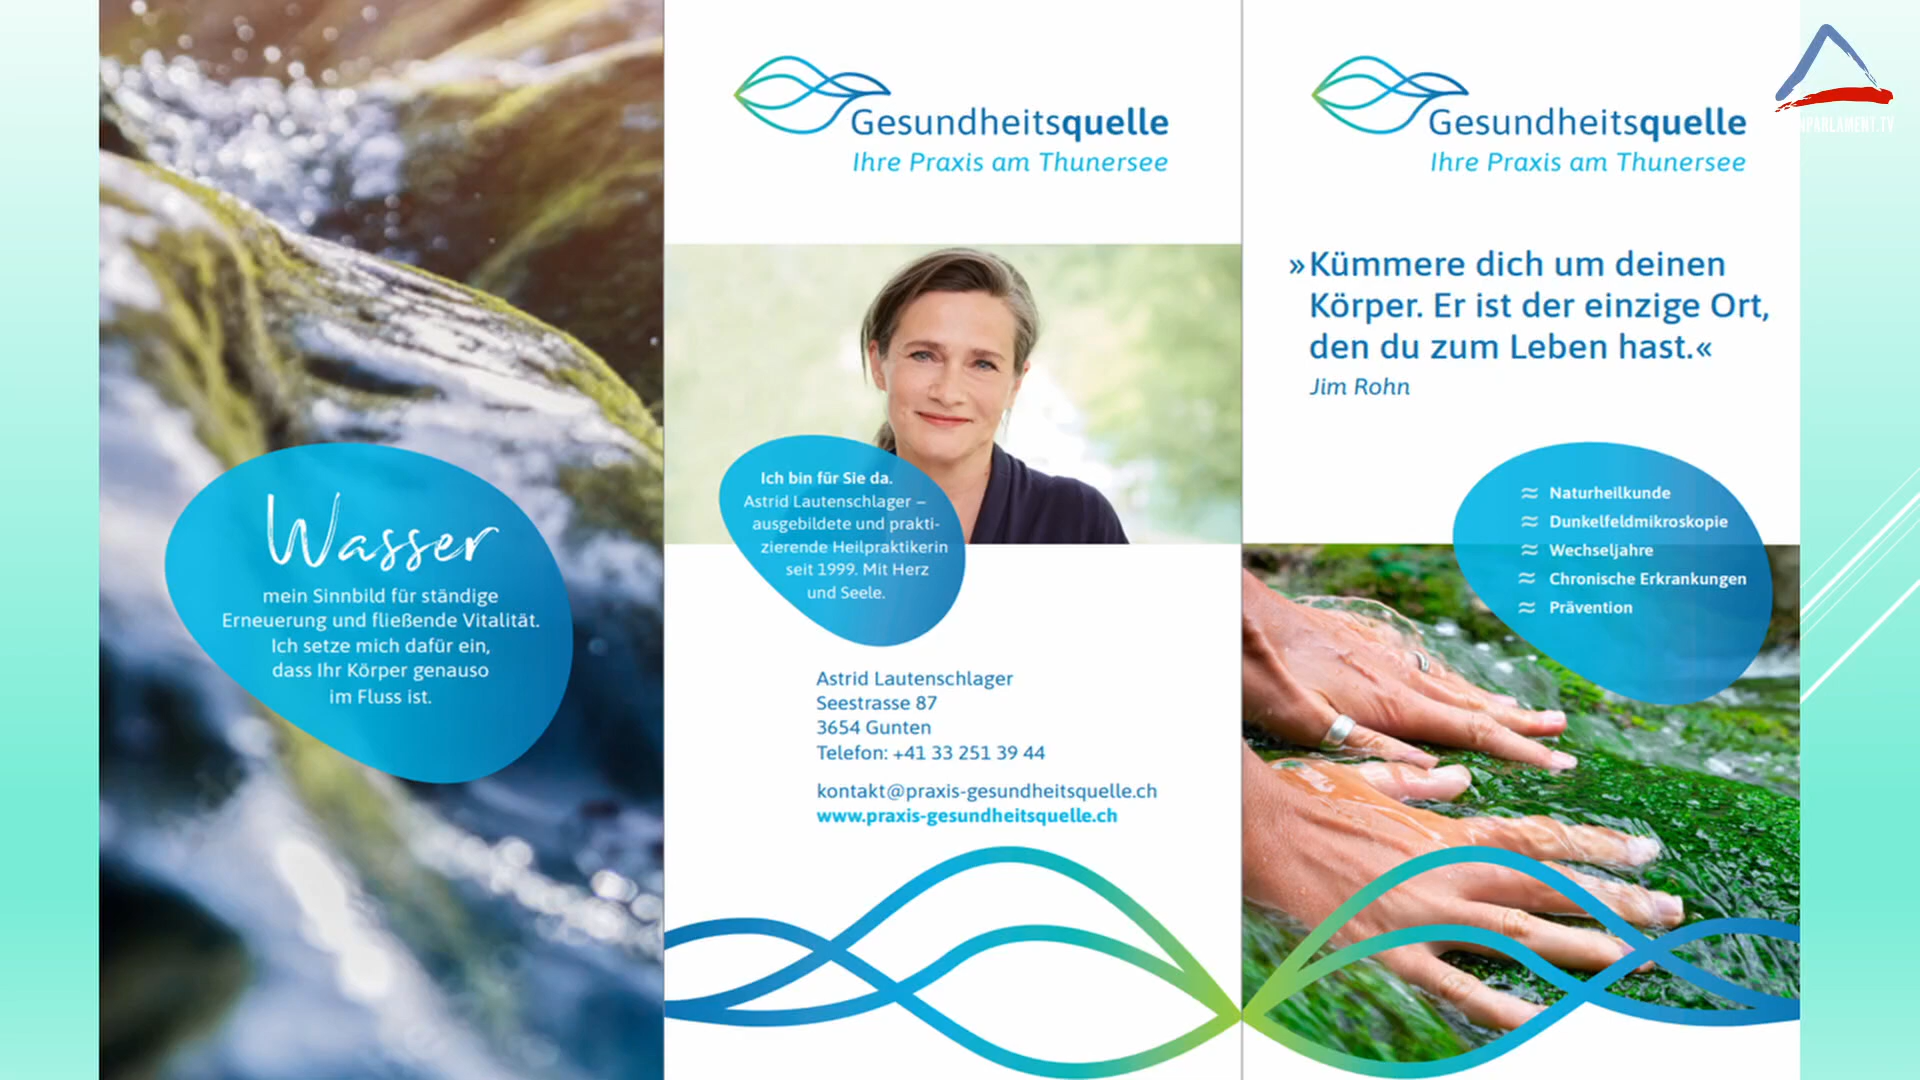 Wasser
mein Sinnbild für ständige
Erneuerung und fließende Vitalität.
Ich setze mich dafür ein,
dass Ihr Körper genauso
im Fluss ist.
Gesundheitsquelle
Ihre Praxis am Thunersee
Ich bin für Sie da.
Astrid Lautenschlager –
ausgebildete und prakti-
zierende Heilpraktikerin
seit 1999. Mit Herz
und Seele.
Astrid Lautenschlager
Seestrasse 87
3654 Gunten
Telefon: +41 33 251 39 44
kontakt@praxis-gesundheitsquelle.ch
www.praxis-gesundheitsquelle.ch
Gesundheitsquelle
Ihre Praxis am Thunersee
»Kümmere dich um deinen
Körper. Er ist der einzige Ort,
den du zum Leben hast.«
Jim Rohn
≈ Naturheilkunde
≈ Dunkelfeldmikroskopie
≈ Wechseljahre
≈ Chronische Erkrankungen
≈ Prävention